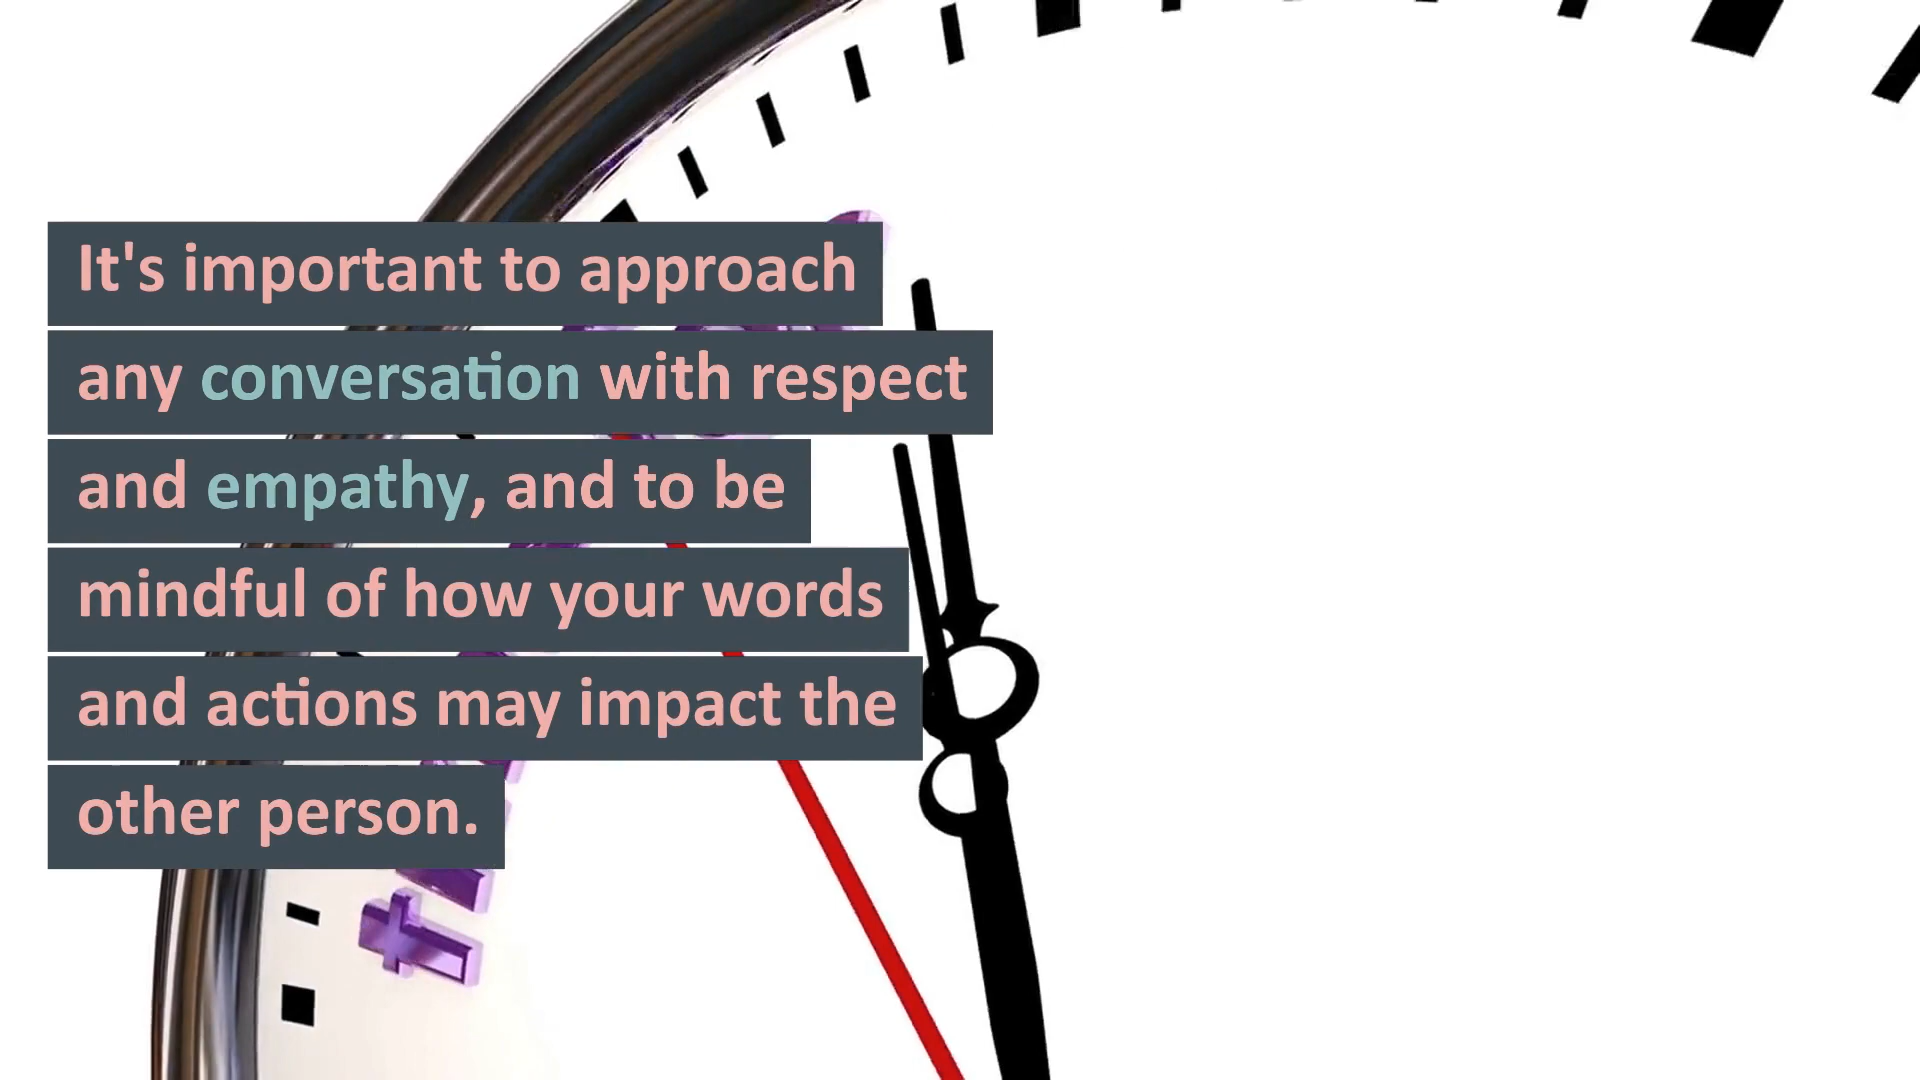 It's important to approach
any conversation with respect
and empathy, and to be
mindful of how your words
and actions may impact the
other person.